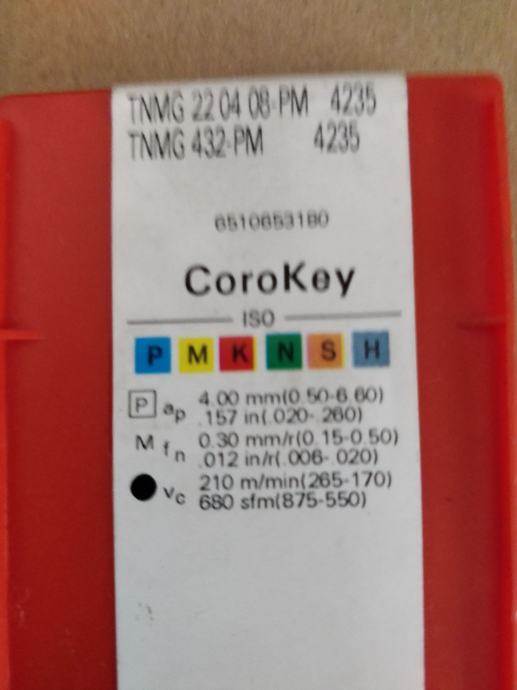 TNMG 22 04 08-PM 4235
TNMG 432-PM 4235
6510653180
CoroKey
ISO
P M K N S H
P ap 4.00 mm(0.50-6.60)
.157 in(.020-.260)
M fn 0.30 mm/r(0.15-0.50)
.012 in/r(.006-.020)
vc 210 m/min(265-170)
680 sfm(875-550)